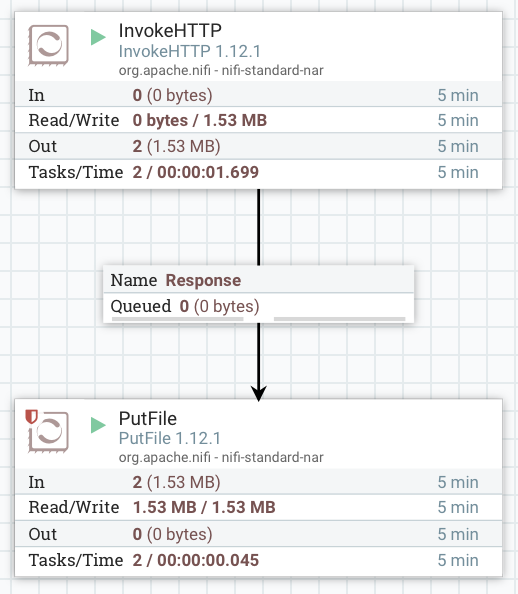 InvokeHTTP
InvokeHTTP 1.12.1
org.apache.nifi - nifi-standard-nar
In 0 (0 bytes) 5 min
Read/Write 0 bytes / 1.53 MB 5 min
Out 2 (1.53 MB) 5 min
Tasks/Time 2 / 00:00:01.699 5 min
Name Response
Queued 0 (0 bytes)
PutFile
PutFile 1.12.1
org.apache.nifi - nifi-standard-nar
In 2 (1.53 MB) 5 min
Read/Write 1.53 MB / 1.53 MB 5 min
Out 0 (0 bytes) 5 min
Tasks/Time 2 / 00:00:00.045 5 min